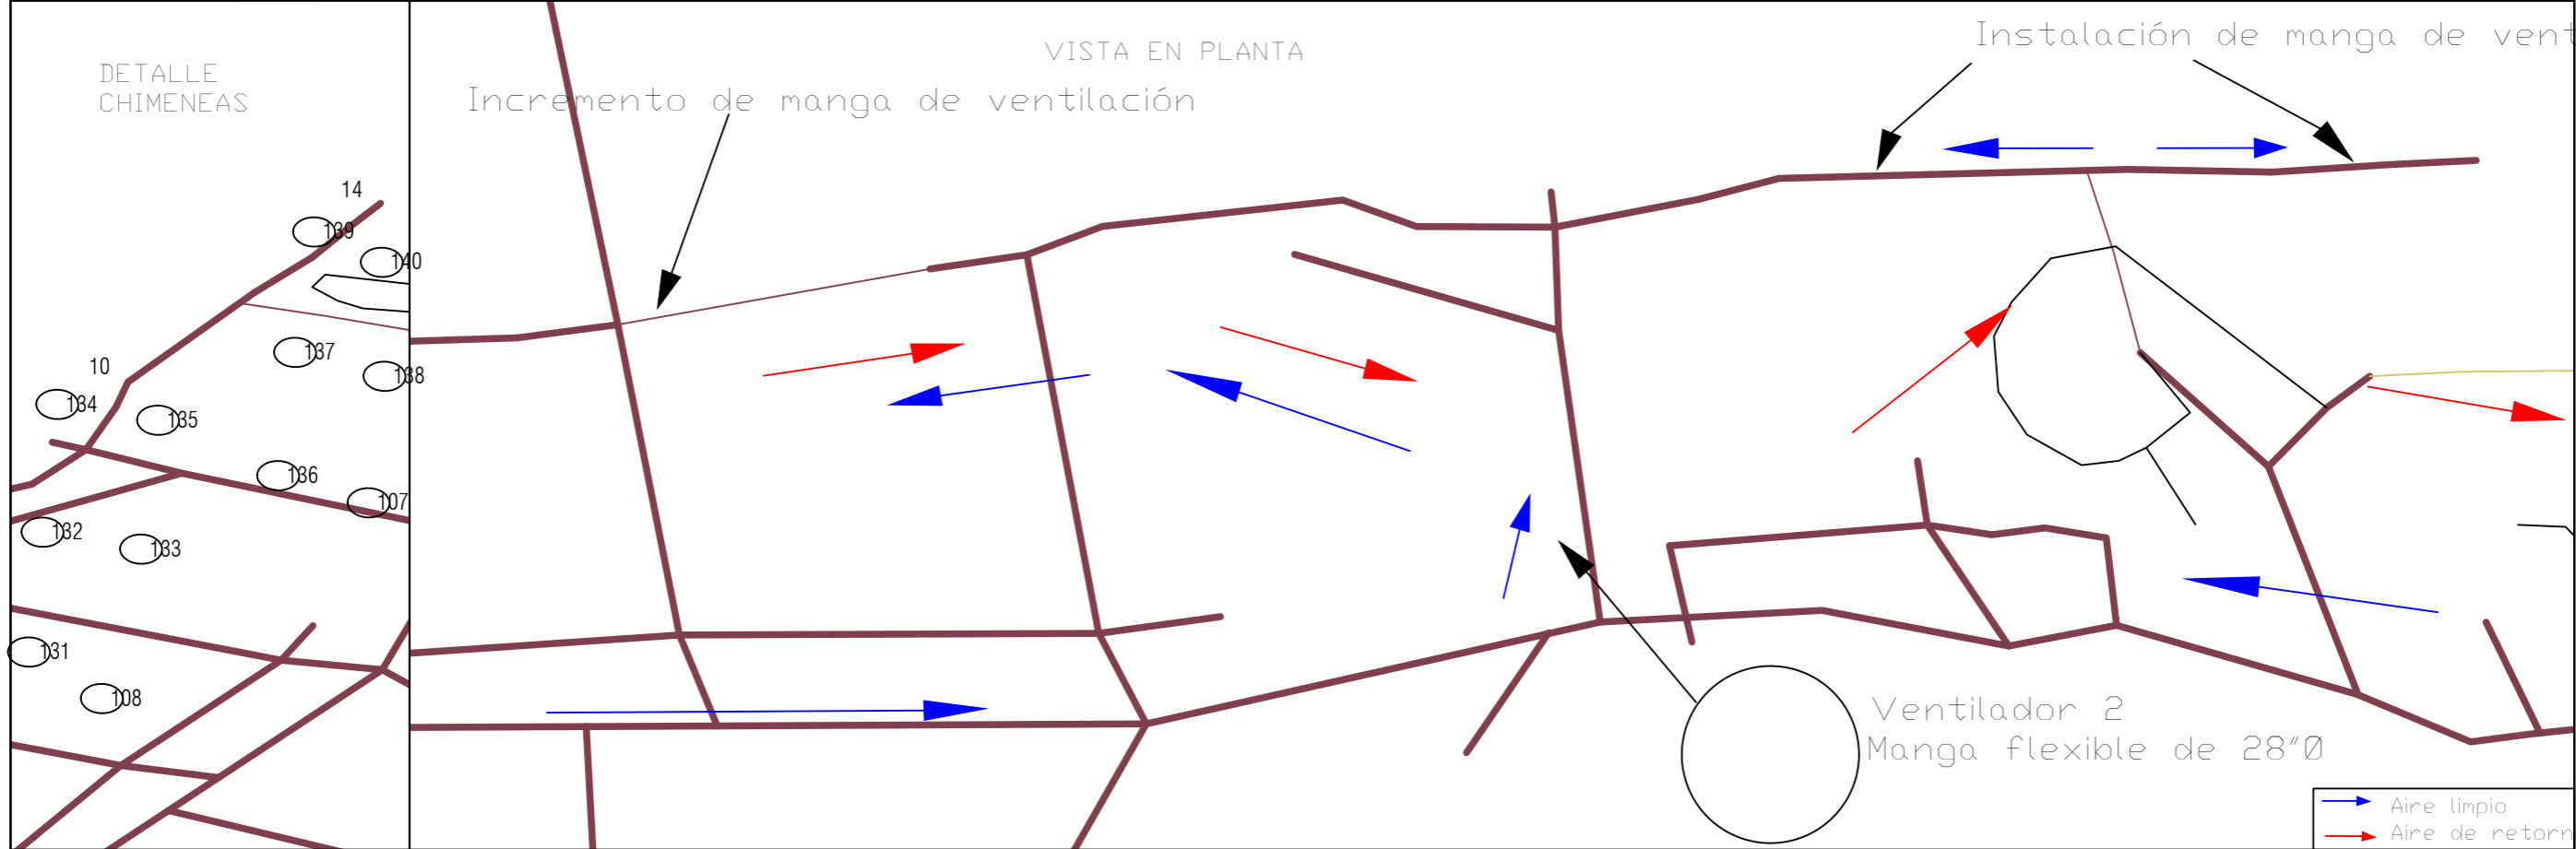 DETALLE
CHIMENEAS
14
139
140
137
138
10
134
135
136
107
132
133
131
108
VISTA EN PLANTA
Incremento de manga de ventilación
Instalación de manga de vent
Ventilador 2
Manga flexible de 28"Ø
Aire limpio
Aire de retorn